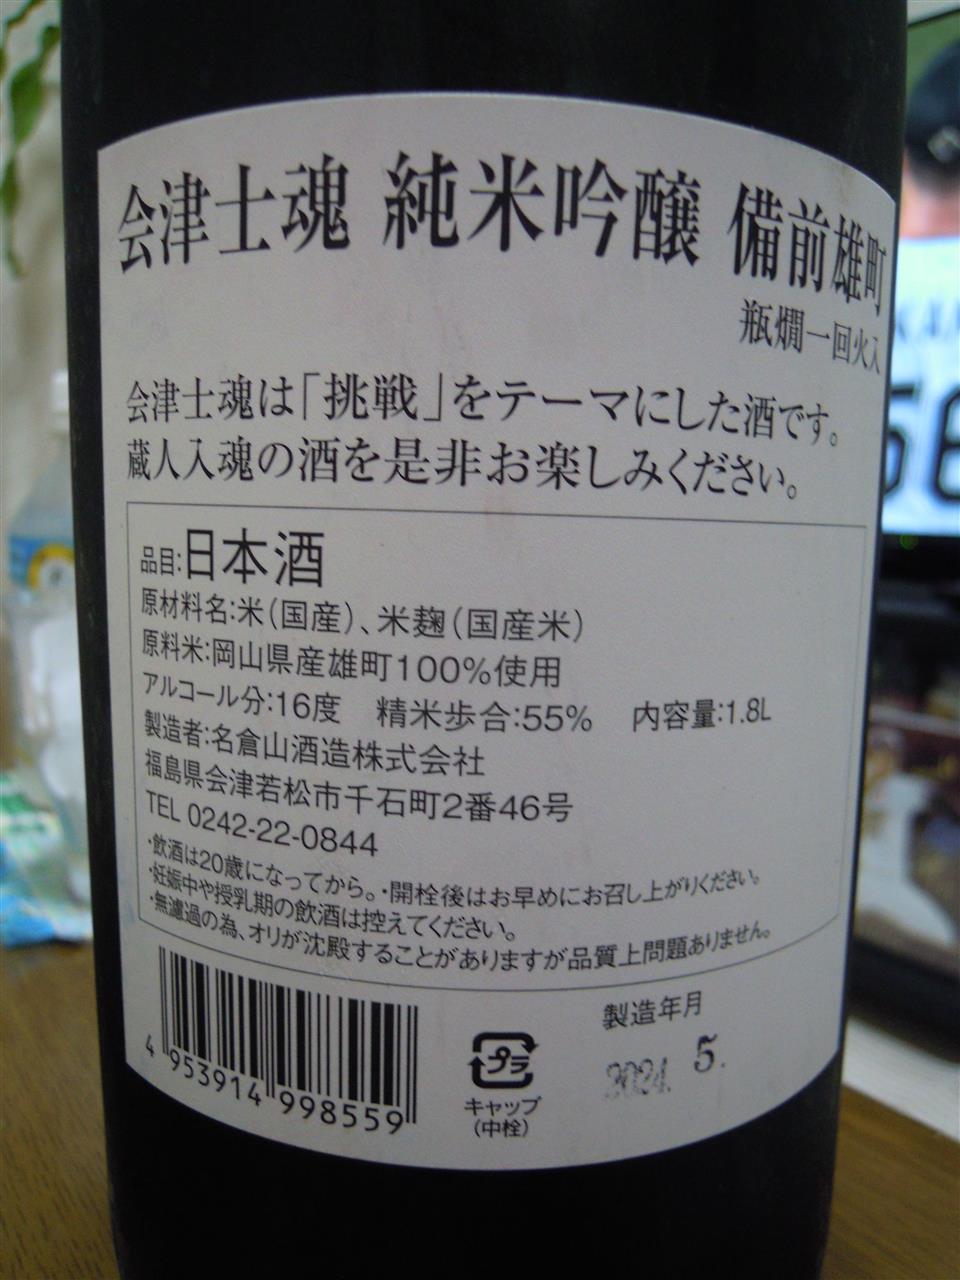 会津士魂 純米吟醸 備前雄町
瓶燗一回火入
会津士魂は「挑戦」をテーマにした酒です。
蔵人入魂の酒を是非お楽しみください。
品目:日本酒
原材料名:米(国産)、米麹(国産米)
原料米:岡山県産雄町100%使用
アルコール分:16度 精米歩合:55% 内容量:1.8L
製造者:名倉山酒造株式会社
福島県会津若松市千石町2番46号
TEL 0242-22-0844
・飲酒は20歳になってから。・開栓後はお早めにお召し上がりください。
・妊娠中や授乳期の飲酒は控えてください。
・無濾過の為、オリが沈殿することがありますが品質上問題ありません。
4 953914 998559
プラ
キャップ
(中栓)
製造年月
2024. 5.